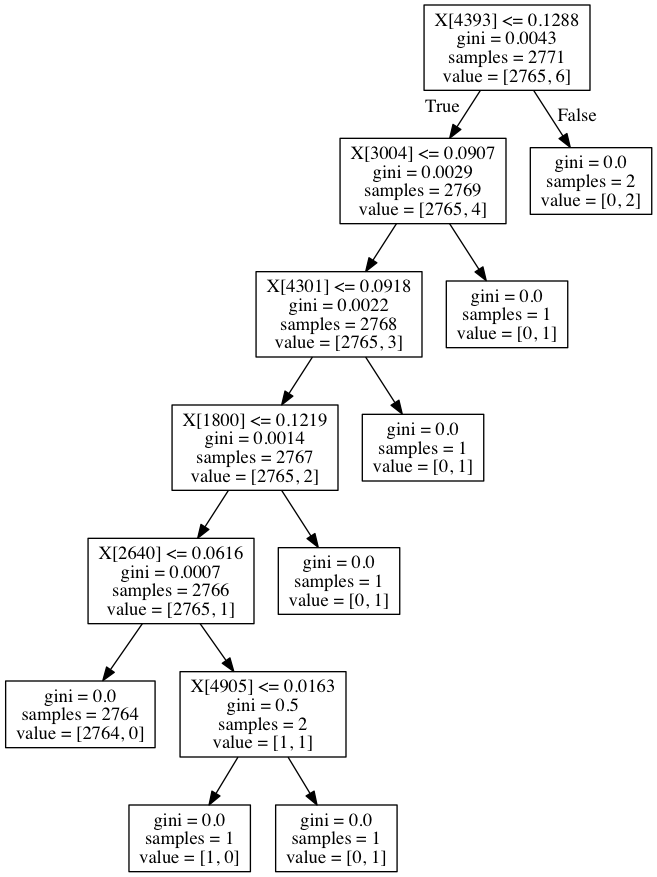 X[4393] <= 0.1288
gini = 0.0043
samples = 2771
value = [2765, 6]
True
False
X[3004] <= 0.0907
gini = 0.0029
samples = 2769
value = [2765, 4]
gini = 0.0
samples = 2
value = [0, 2]
X[4301] <= 0.0918
gini = 0.0022
samples = 2768
value = [2765, 3]
gini = 0.0
samples = 1
value = [0, 1]
X[1800] <= 0.1219
gini = 0.0014
samples = 2767
value = [2765, 2]
gini = 0.0
samples = 1
value = [0, 1]
X[2640] <= 0.0616
gini = 0.0007
samples = 2766
value = [2765, 1]
gini = 0.0
samples = 1
value = [0, 1]
gini = 0.0
samples = 2764
value = [2764, 0]
X[4905] <= 0.0163
gini = 0.5
samples = 2
value = [1, 1]
gini = 0.0
samples = 1
value = [1, 0]
gini = 0.0
samples = 1
value = [0, 1]